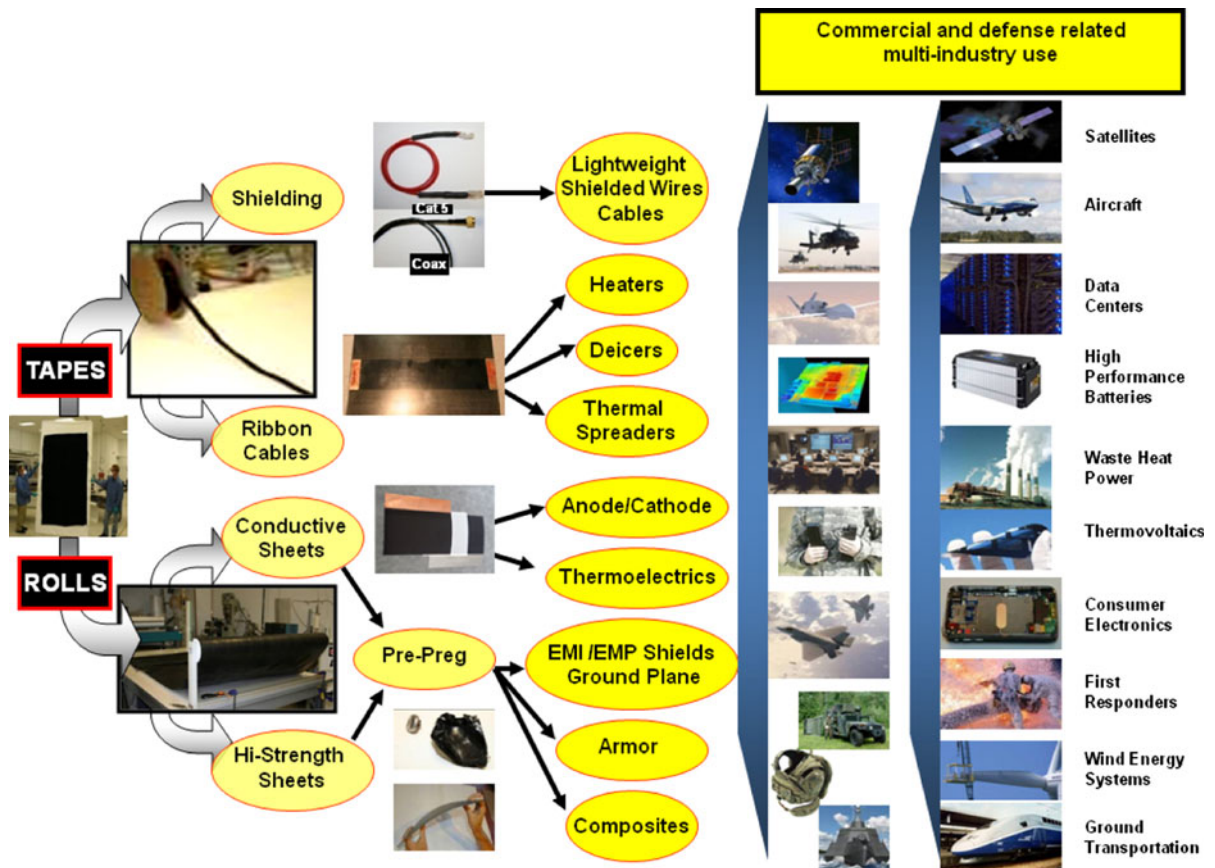 Commercial and defense related
multi-industry use
TAPES
ROLLS
Shielding
Ribbon
Cables
Conductive
Sheets
Hi-Strength
Sheets
Pre-Preg
Cat 5
Coax
Lightweight
Shielded Wires
Cables
Heaters
Deicers
Thermal
Spreaders
Anode/Cathode
Thermoelectrics
EMI /EMP Shields
Ground Plane
Armor
Composites
Satellites
Aircraft
Data
Centers
High
Performance
Batteries
Waste Heat
Power
Thermovoltaics
Consumer
Electronics
First
Responders
Wind Energy
Systems
Ground
Transportation